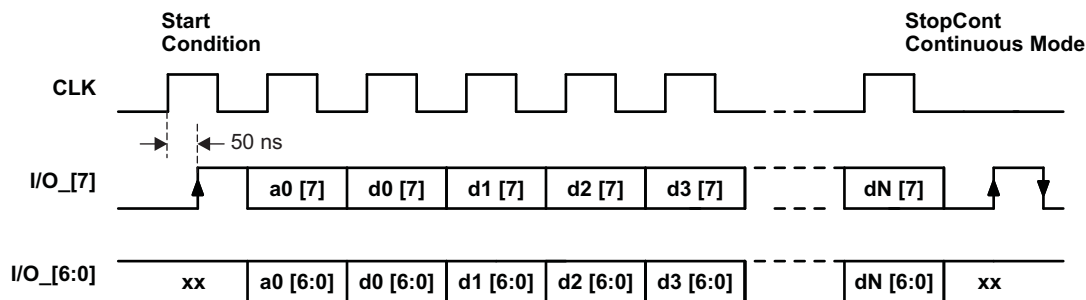 Start
Condition
StopCont
Continuous Mode
CLK
50 ns
I/O_[7]
a0 [7] d0 [7] d1 [7] d2 [7] d3 [7] dN [7]
I/O_[6:0]
xx a0 [6:0] d0 [6:0] d1 [6:0] d2 [6:0] d3 [6:0] dN [6:0] xx